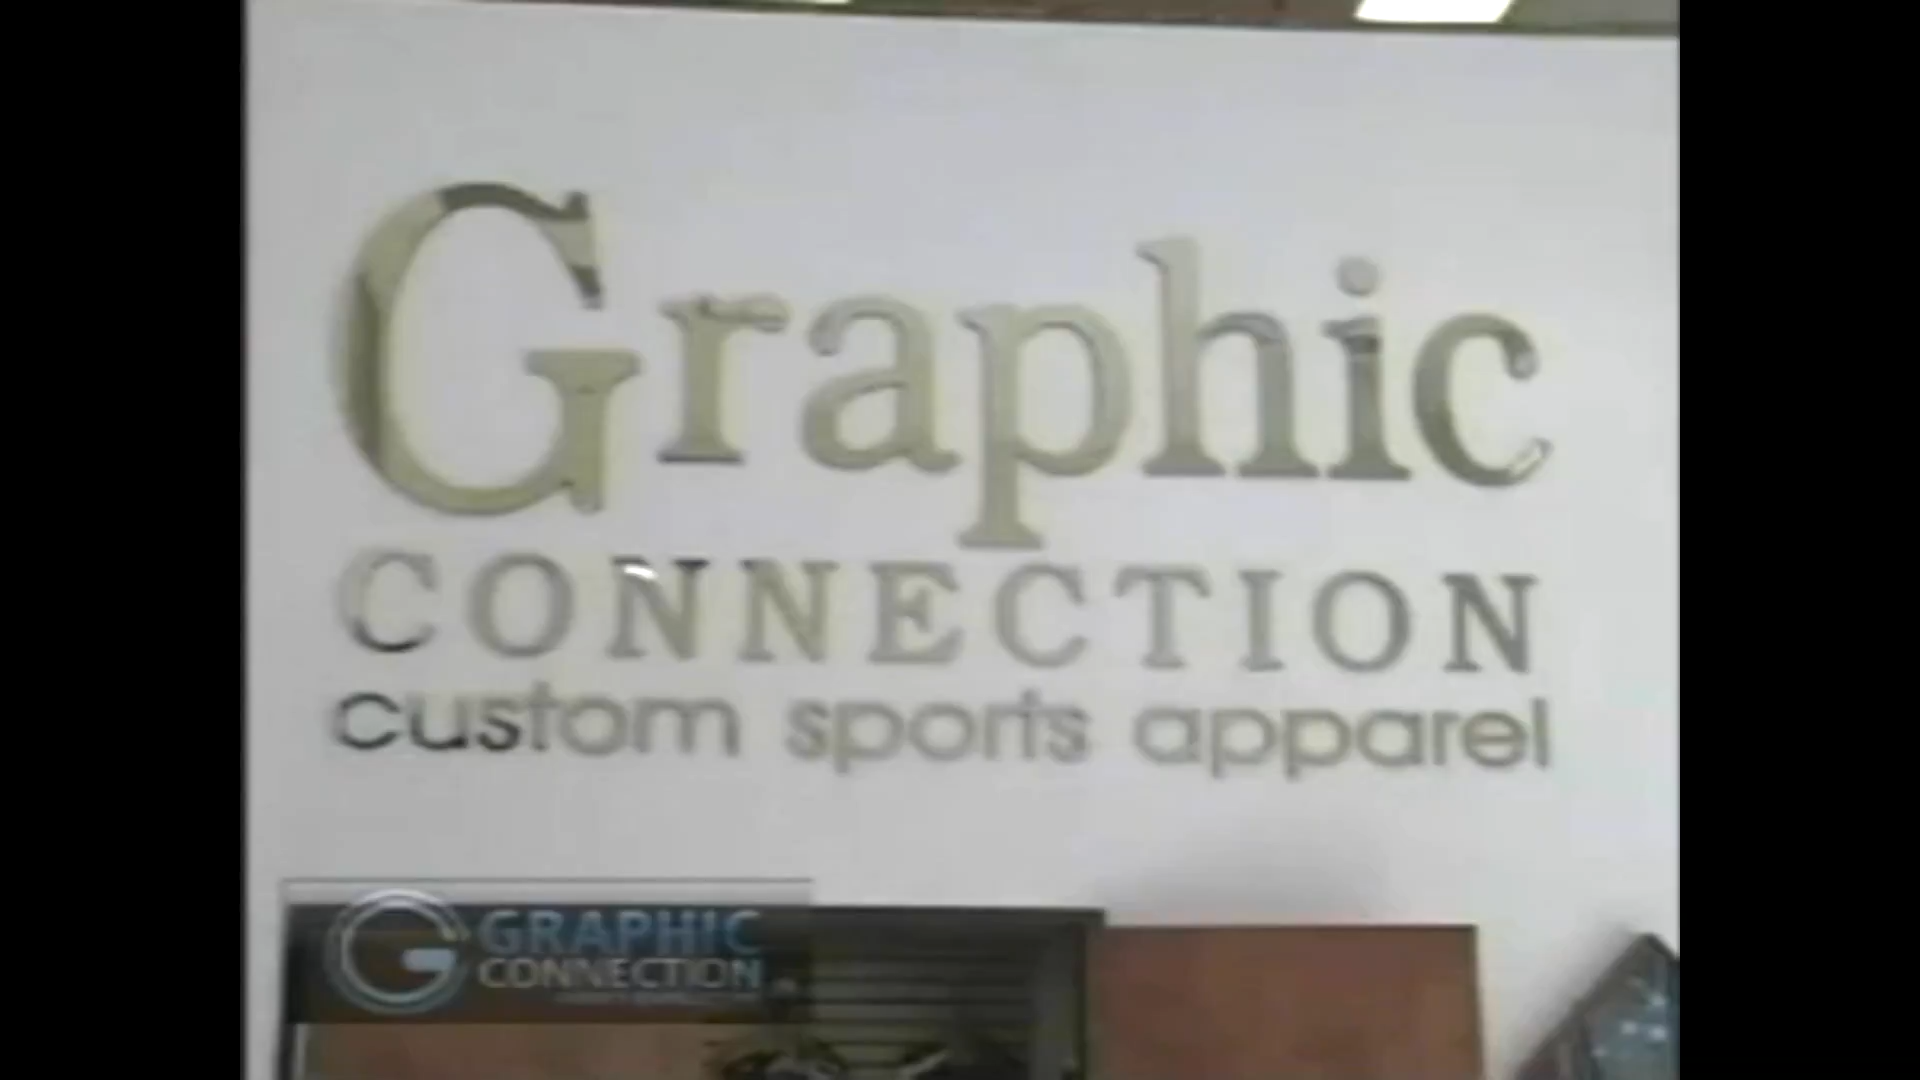 Graphic
CONNECTION
custom sports apparel
GRAPHIC
CONNECTION